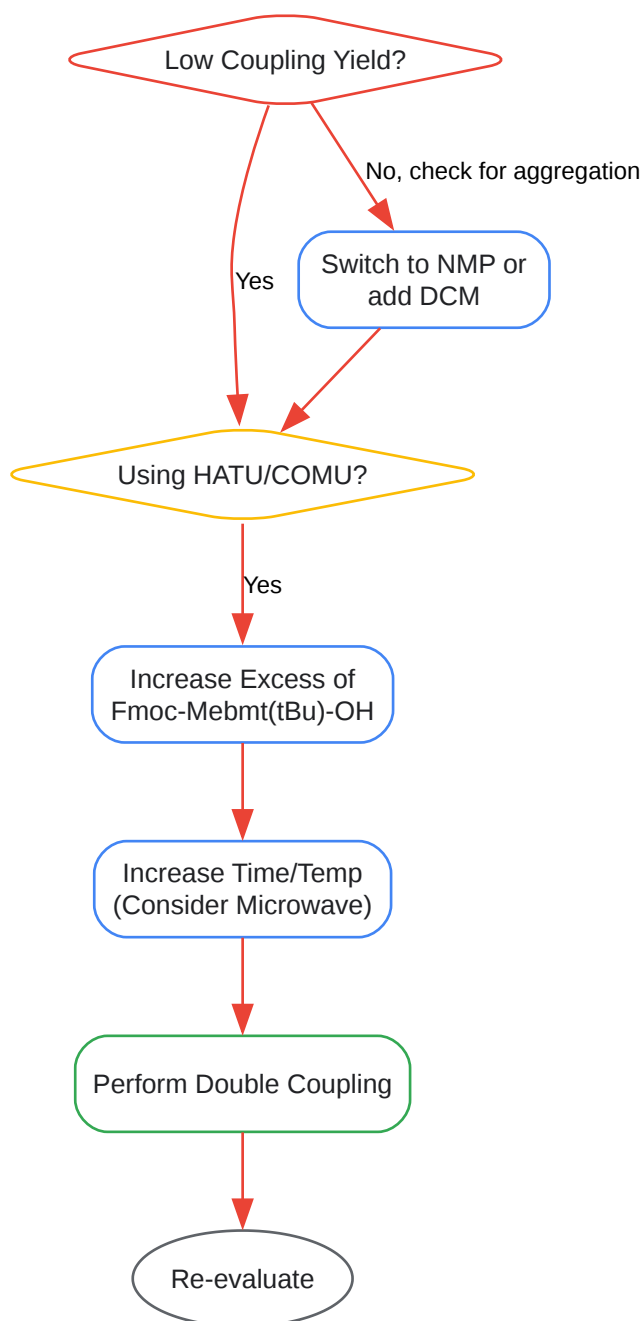 Low Coupling Yield?
No, check for aggregation
Yes
Switch to NMP or
add DCM
Using HATU/COMU?
Yes
Increase Excess of
Fmoc-Mebmt(tBu)-OH
Increase Time/Temp
(Consider Microwave)
Perform Double Coupling
Re-evaluate